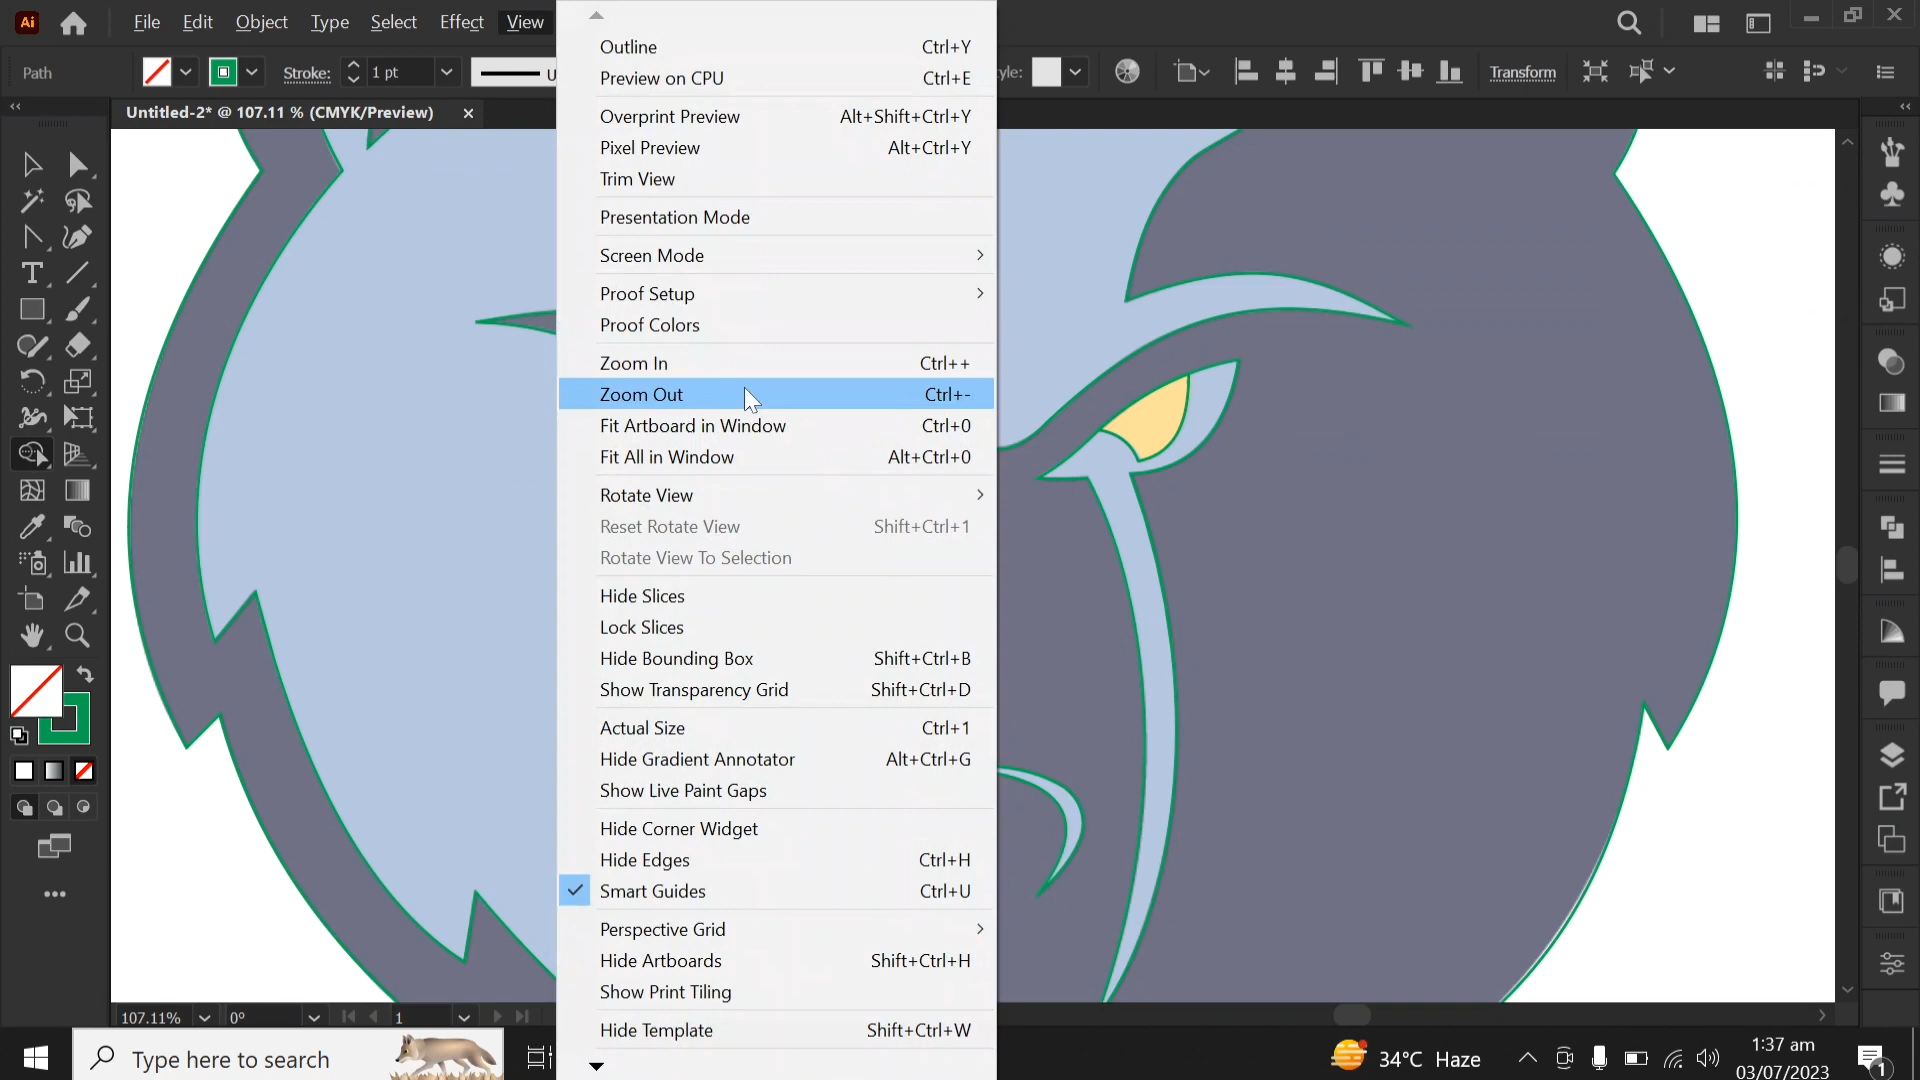 Ai File Edit Object Type Select Effect View
Path Stroke: 1 pt U yle: Transform
Untitled-2* @ 107.11 % (CMYK/Preview) ×
Outline Ctrl+Y
Preview on CPU Ctrl+E
Overprint Preview Alt+Shift+Ctrl+Y
Pixel Preview Alt+Ctrl+Y
Trim View
Presentation Mode
Screen Mode
Proof Setup
Proof Colors
Zoom In Ctrl++
Zoom Out Ctrl+-
Fit Artboard in Window Ctrl+0
Fit All in Window Alt+Ctrl+0
Rotate View
Reset Rotate View Shift+Ctrl+1
Rotate View To Selection
Hide Slices
Lock Slices
Hide Bounding Box Shift+Ctrl+B
Show Transparency Grid Shift+Ctrl+D
Actual Size Ctrl+1
Hide Gradient Annotator Alt+Ctrl+G
Show Live Paint Gaps
Hide Corner Widget
Hide Edges Ctrl+H
Smart Guides Ctrl+U
Perspective Grid
Hide Artboards Shift+Ctrl+H
Show Print Tiling
Hide Template Shift+Ctrl+W
107.11% 0° 1
Type here to search 34°C Haze 1:37 am
03/07/2023 1